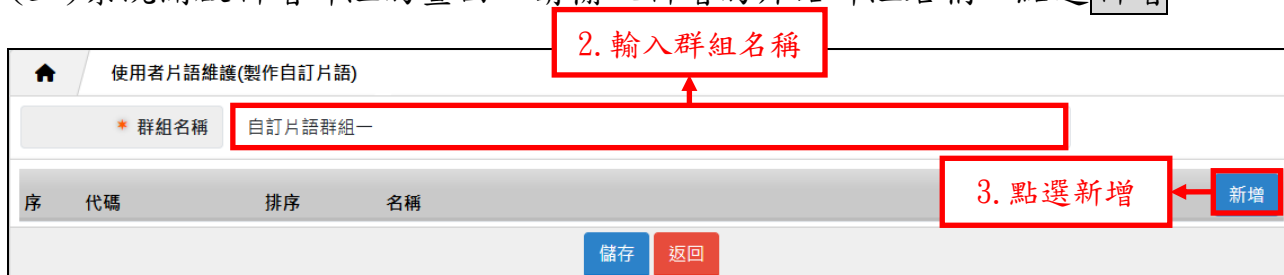 2.輸入群組名稱
使用者片語維護(製作自訂片語)
* 群組名稱 自訂片語群組一
3.點選新增
序 代碼 排序 名稱 新增
儲存 返回